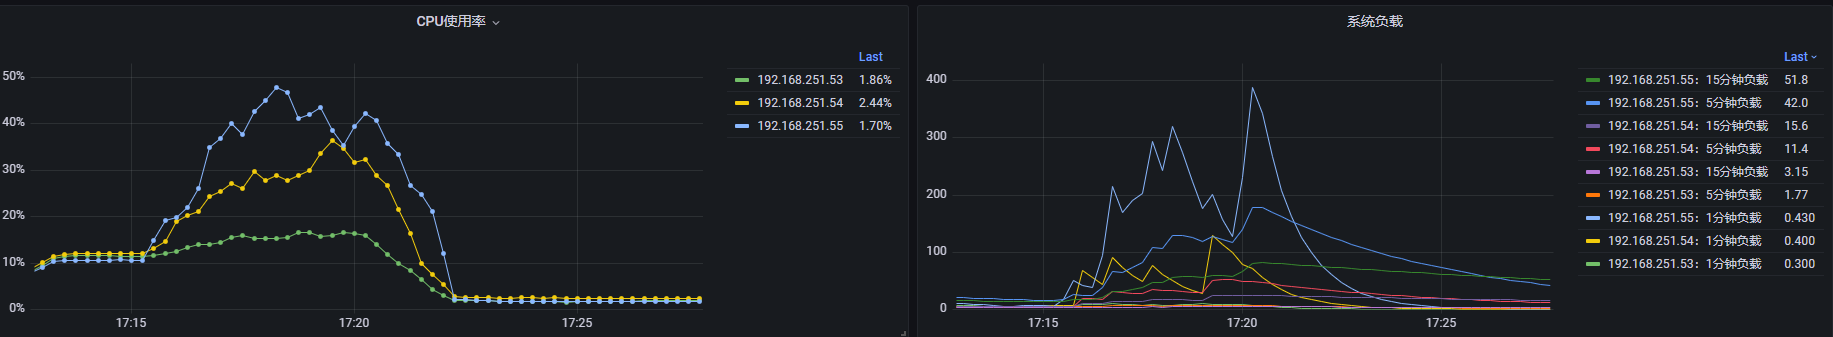 CPU使用率
Last
50%
40%
30%
20%
10%
0%
17:15
17:20
17:25
192.168.251.53 1.86%
192.168.251.54 2.44%
192.168.251.55 1.70%
系统负载
Last
400
300
200
100
0
17:15
17:20
17:25
192.168.251.55：15分钟负载 51.8
192.168.251.55：5分钟负载 42.0
192.168.251.54：15分钟负载 15.6
192.168.251.54：5分钟负载 11.4
192.168.251.53：15分钟负载 3.15
192.168.251.53：5分钟负载 1.77
192.168.251.55：1分钟负载 0.430
192.168.251.54：1分钟负载 0.400
192.168.251.53：1分钟负载 0.300